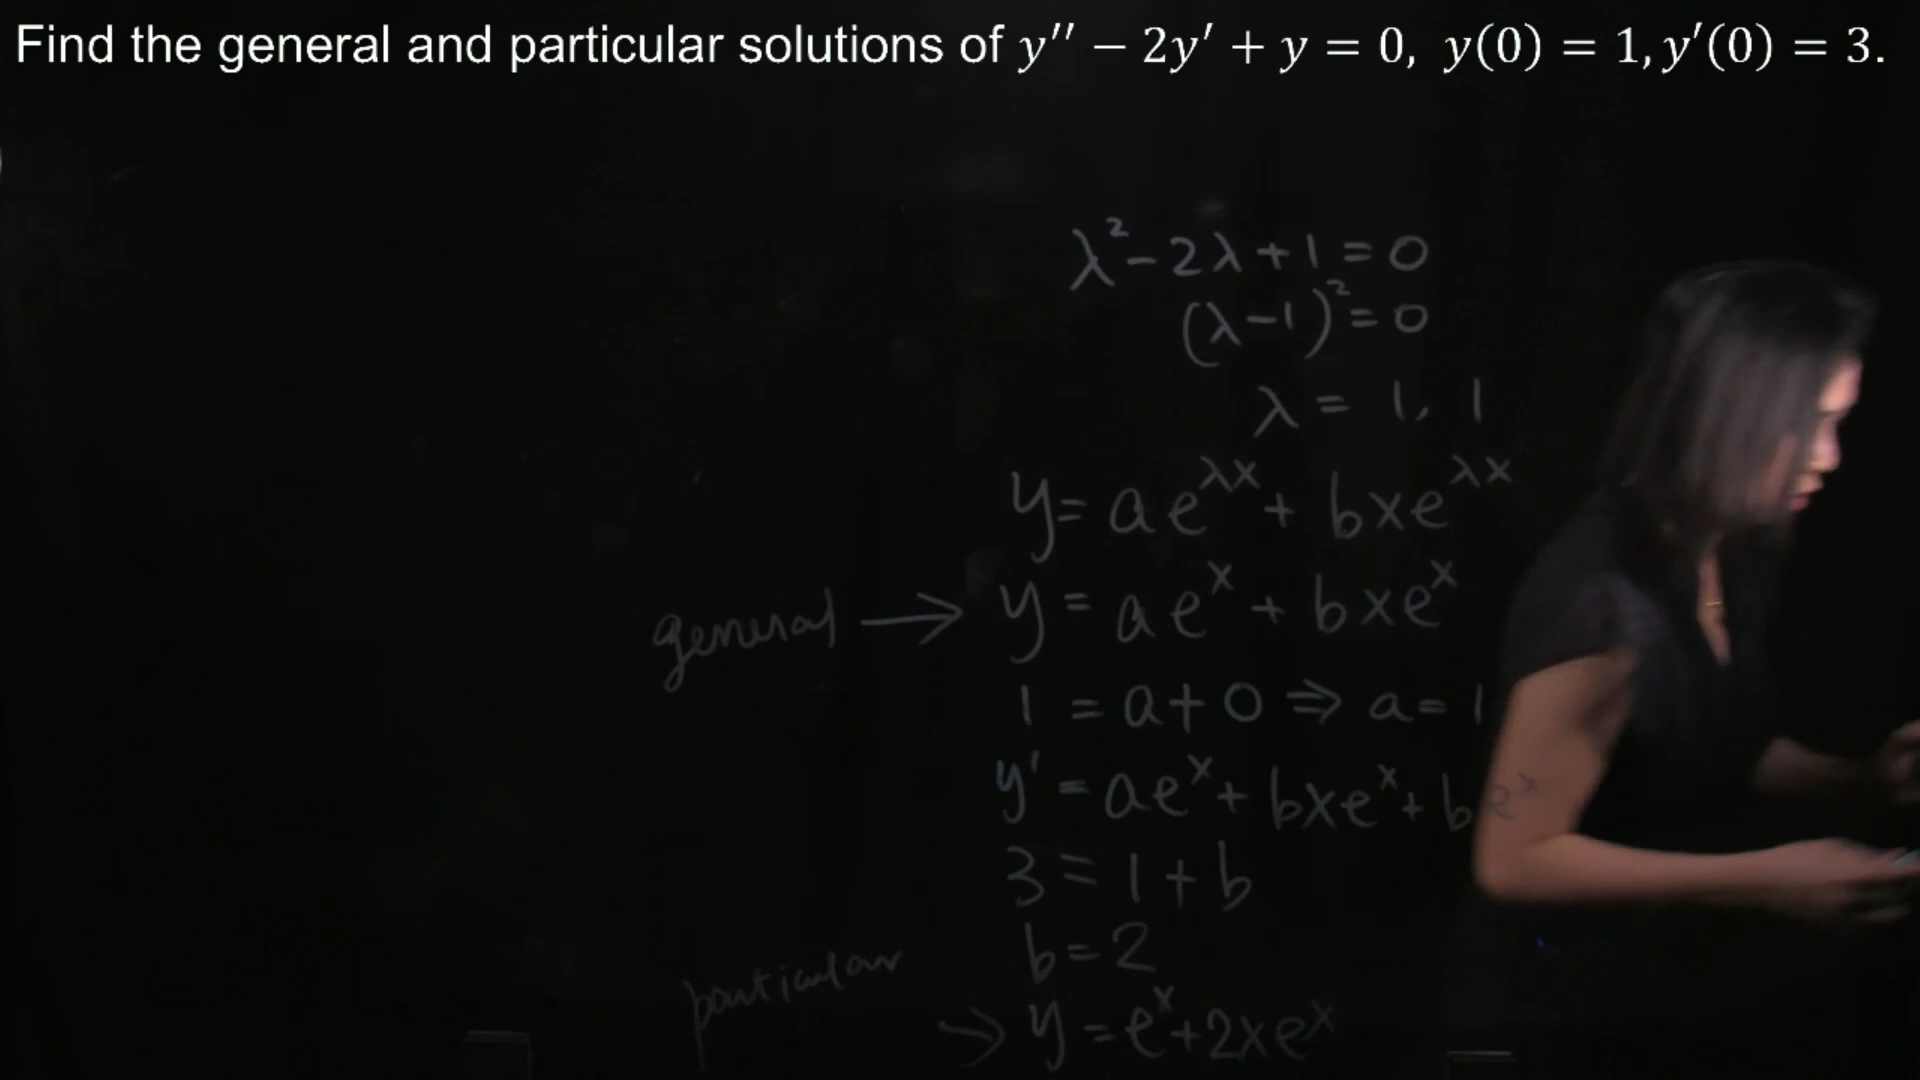 Find the general and particular solutions of y′′ − 2y′ + y = 0, y(0) = 1, y′(0) = 3.
λ² - 2λ + 1 = 0
(λ - 1)² = 0
λ = 1, 1
y = ae^{λx} + bxe^{λx}
general → y = ae^x + bxe^x
1 = a + 0 ⇒ a = 1
y' = ae^x + bxe^x + be^x
3 = 1 + b
b = 2
particular
→ y = e^x + 2xe^x